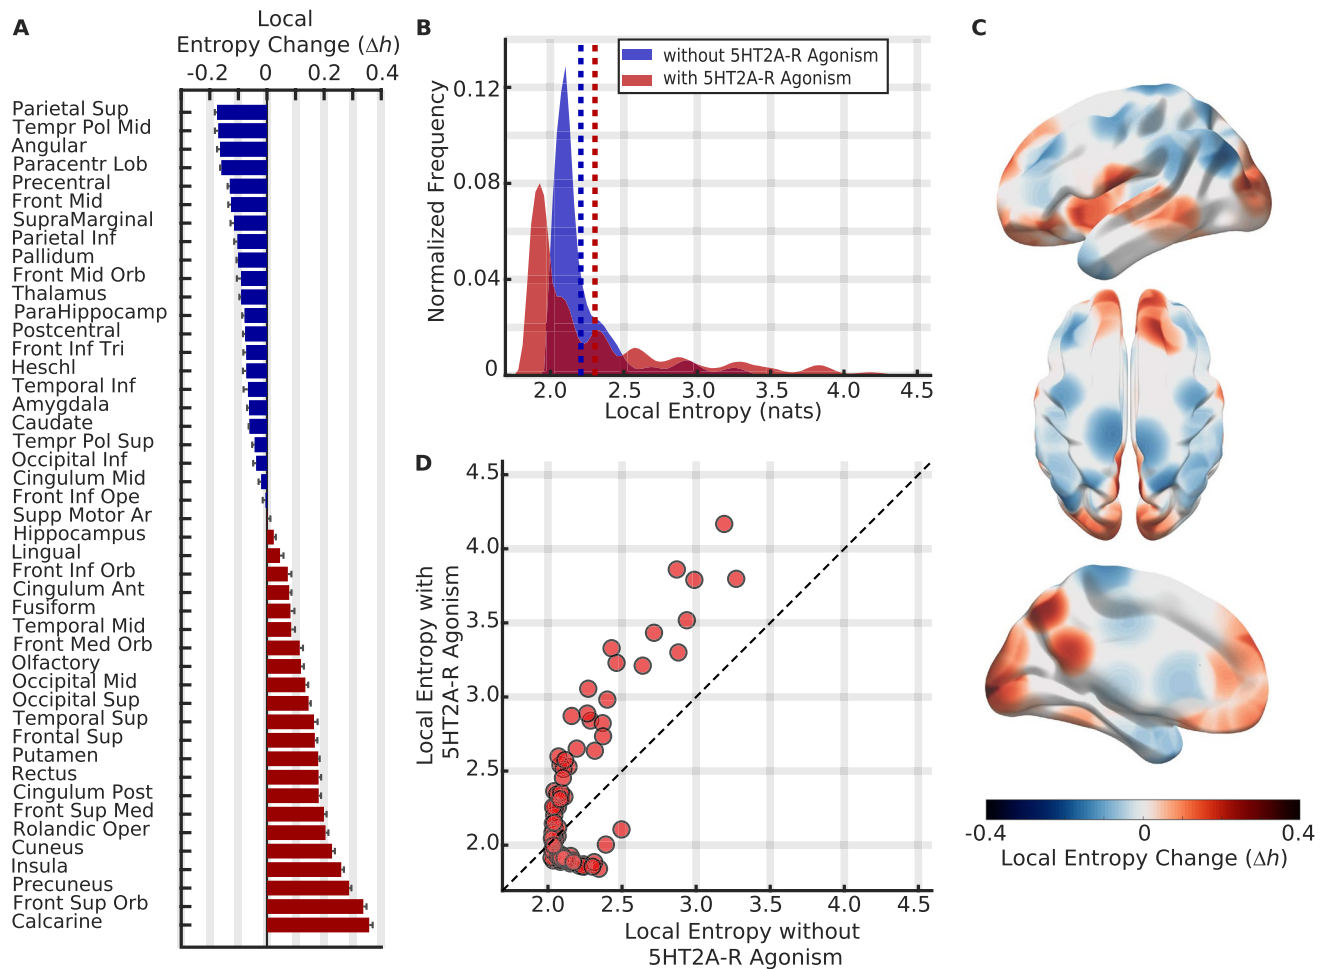 A
Local
Entropy Change (Δh)
-0.2 0 0.2 0.4
Parietal Sup
Tempr Pol Mid
Angular
Paracentr Lob
Precentral
Front Mid
SupraMarginal
Parietal Inf
Pallidum
Front Mid Orb
Thalamus
ParaHippocamp
Postcentral
Front Inf Tri
Heschl
Temporal Inf
Amygdala
Caudate
Tempr Pol Sup
Occipital Inf
Cingulum Mid
Front Inf Ope
Supp Motor Ar
Hippocampus
Lingual
Front Inf Orb
Cingulum Ant
Fusiform
Temporal Mid
Front Med Orb
Olfactory
Occipital Mid
Occipital Sup
Temporal Sup
Frontal Sup
Putamen
Rectus
Cingulum Post
Front Sup Med
Rolandic Oper
Cuneus
Insula
Precuneus
Front Sup Orb
Calcarine
B
without 5HT2A-R Agonism
with 5HT2A-R Agonism
Normalized Frequency
0.12
0.08
0.04
0
2.0 2.5 3.0 3.5 4.0 4.5
Local Entropy (nats)
C
-0.4 0 0.4
Local Entropy Change (Δh)
D
Local Entropy with
5HT2A-R Agonism
4.5
4.0
3.5
3.0
2.5
2.0
2.0 2.5 3.0 3.5 4.0 4.5
Local Entropy without
5HT2A-R Agonism